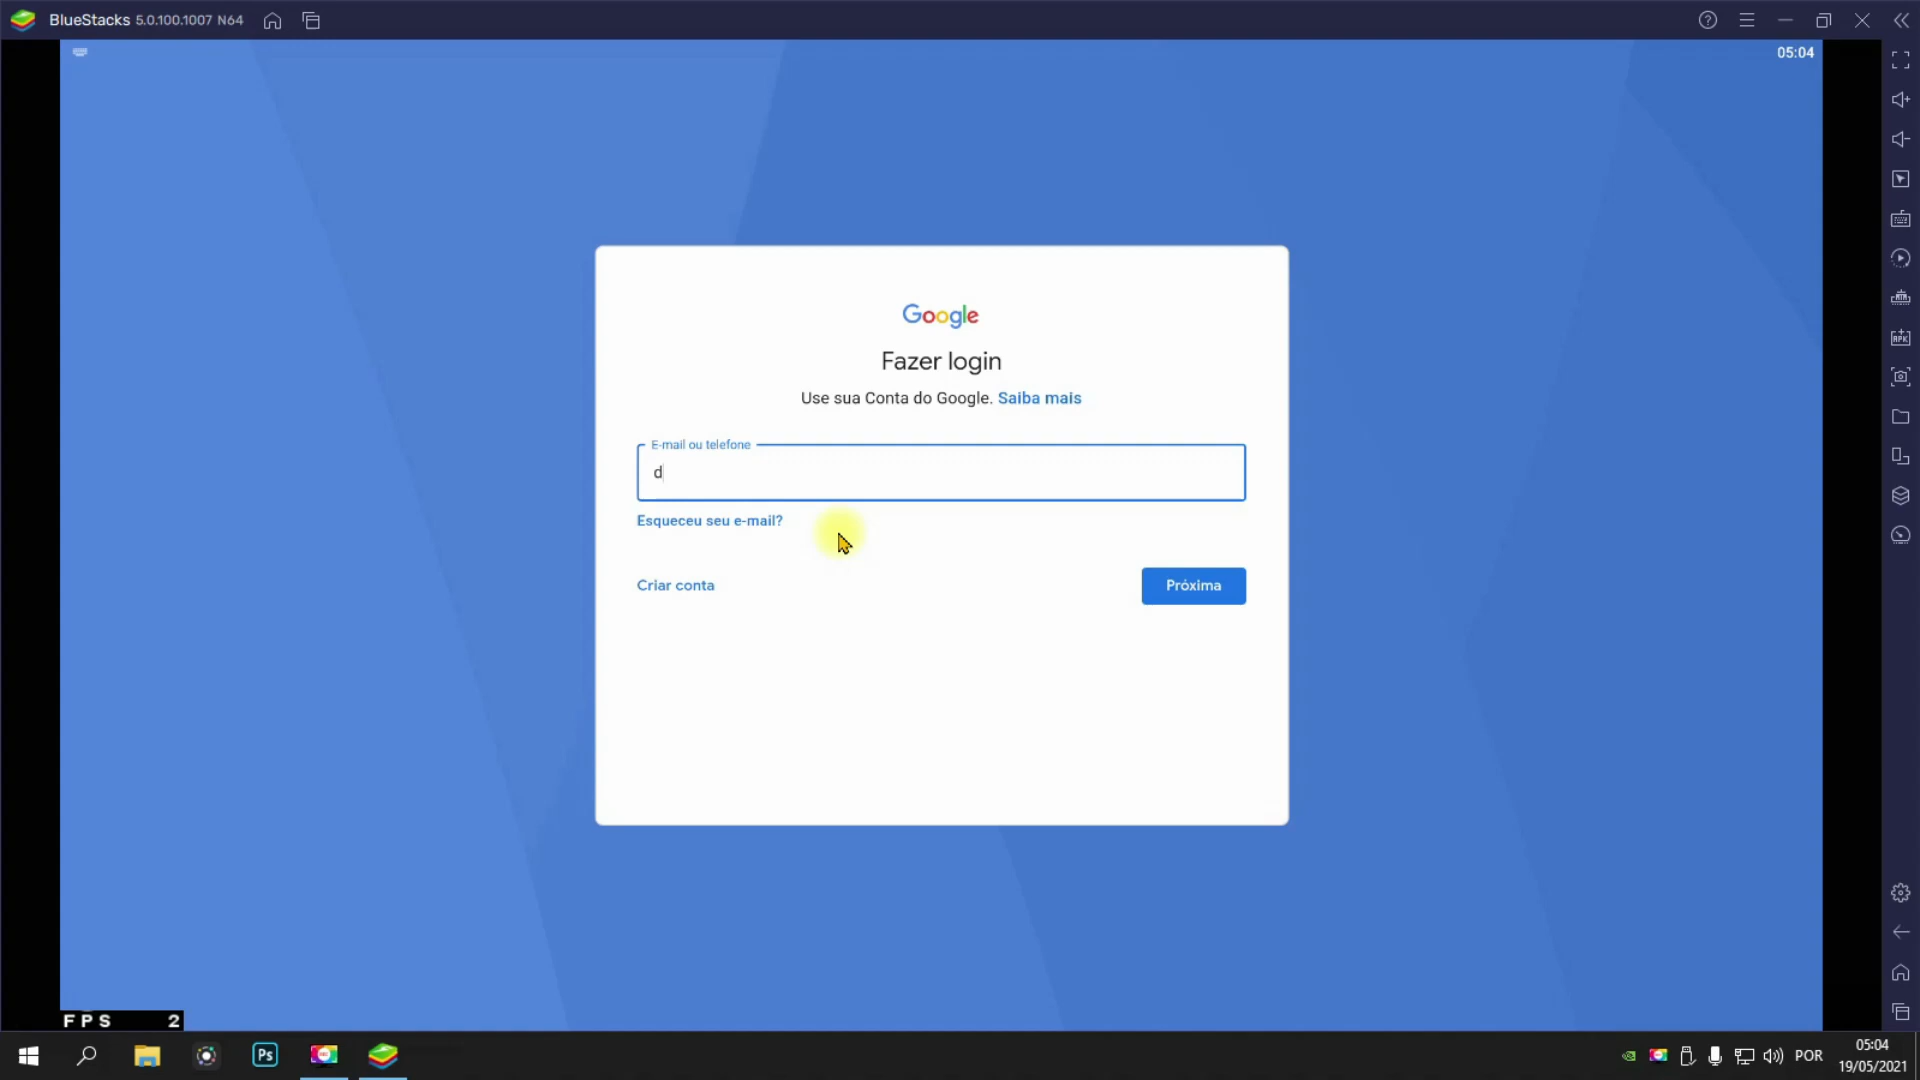 BlueStacks 5.0.100.1007 N64
05:04
Google
Fazer login
Use sua Conta do Google. Saiba mais
E-mail ou telefone
d
Esqueceu seu e-mail?
Criar conta
Próxima
FPS 2
Ps
POR
05:04
19/05/2021